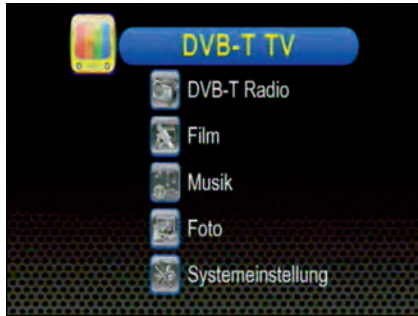 DVB-T TV
DVB-T Radio
Film
Musik
Foto
Systemeinstellung